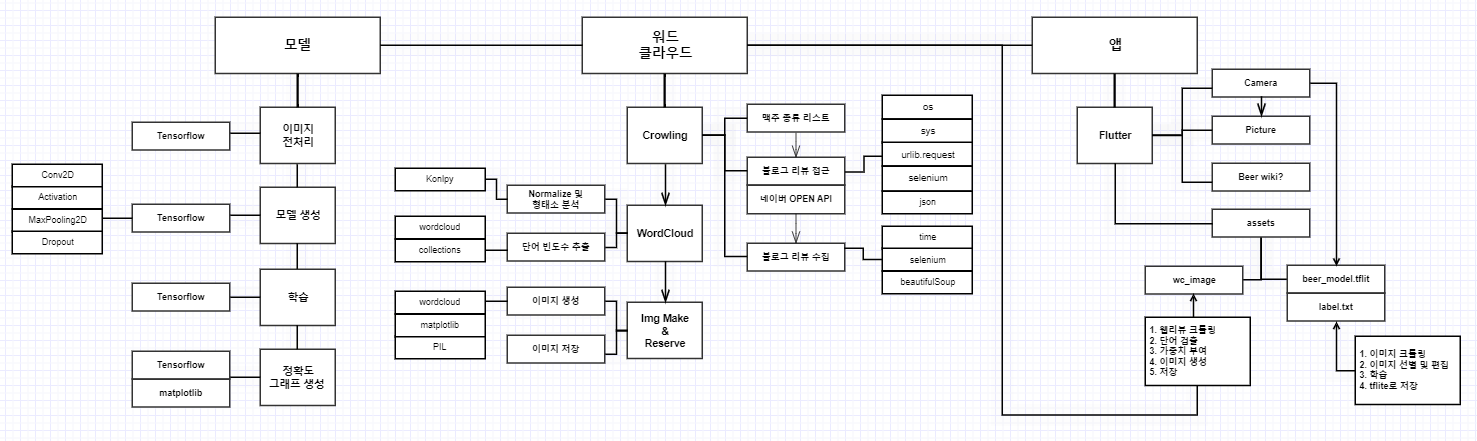 모델
이미지
전처리
Tensorflow
Conv2D
Activation
MaxPooling2D
Dropout
Tensorflow
모델 생성
Tensorflow
학습
Tensorflow
matplotlib
정확도
그래프 생성
워드
클라우드
Crowling
맥주 종류 리스트
블로그 리뷰 접근
네이버 OPEN API
블로그 리뷰 수집
os
sys
urlib.request
selenium
json
time
selenium
beautifulSoup
WordCloud
Konlpy
Normalize 및
형태소 분석
wordcloud
collections
단어 빈도수 추출
Img Make
&
Reserve
wordcloud
matplotlib
PIL
이미지 생성
이미지 저장
앱
Flutter
Camera
Picture
Beer wiki?
assets
wc_image
beer_model.tflit
label.txt
1. 웹리뷰 크롤링
2. 단어 검출
3. 가중치 부여
4. 이미지 생성
5. 저장
1. 이미지 크롤링
2. 이미지 선별 및 편집
3. 학습
4. tflite로 저장